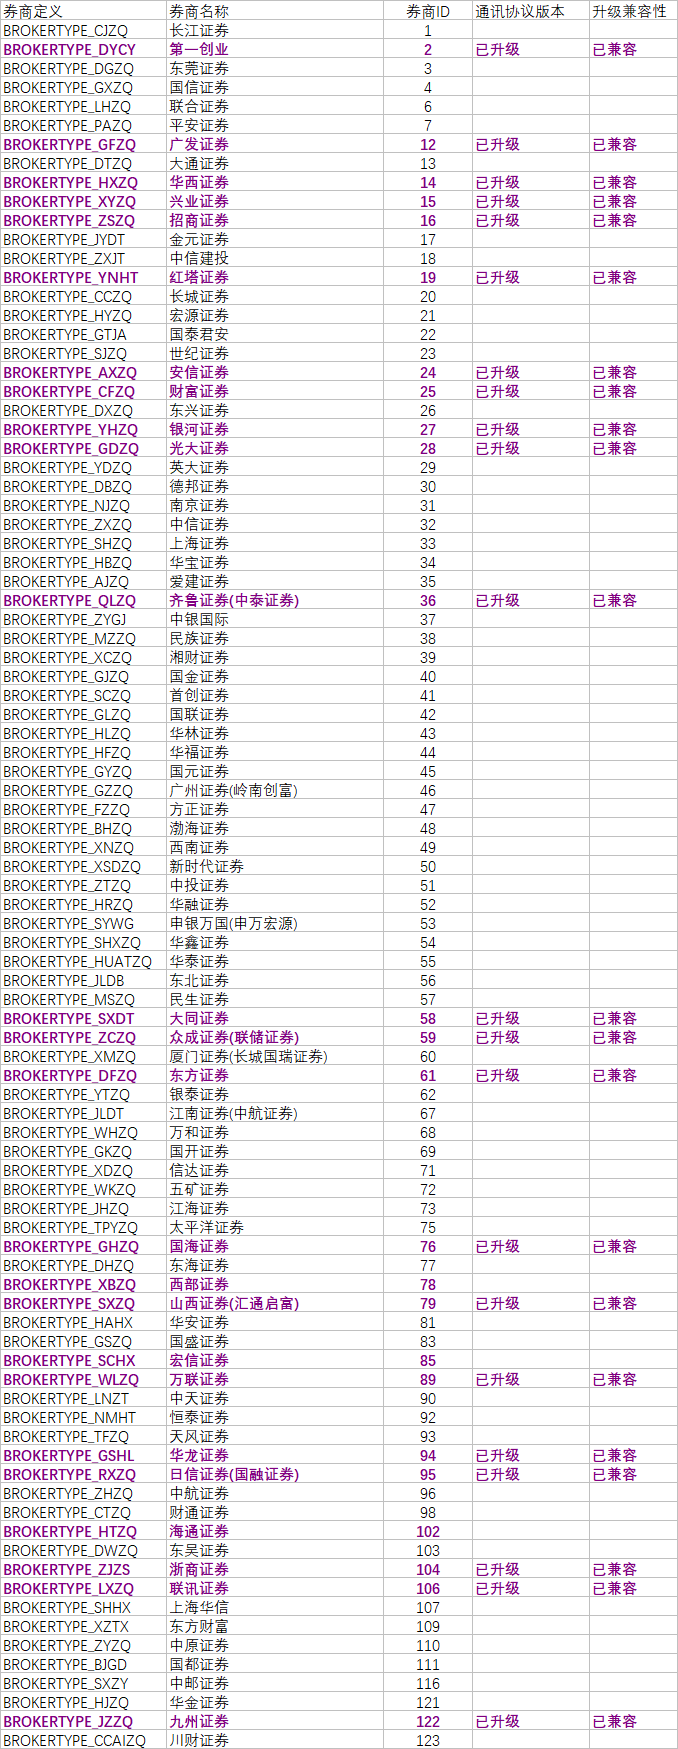 券商定义 券商名称 券商ID 通讯协议版本 升级兼容性
BROKERTYPE_CJZQ 长江证券 1
BROKERTYPE_DYCY 第一创业 2 已升级 已兼容
BROKERTYPE_DGZQ 东莞证券 3
BROKERTYPE_GXZQ 国信证券 4
BROKERTYPE_LHZQ 联合证券 6
BROKERTYPE_PAZQ 平安证券 7
BROKERTYPE_GFZQ 广发证券 12 已升级 已兼容
BROKERTYPE_DTZQ 大通证券 13
BROKERTYPE_HXZQ 华西证券 14 已升级 已兼容
BROKERTYPE_XYZQ 兴业证券 15 已升级 已兼容
BROKERTYPE_ZSZQ 招商证券 16 已升级 已兼容
BROKERTYPE_JYDT 金元证券 17
BROKERTYPE_ZXJT 中信建投 18
BROKERTYPE_YNHT 红塔证券 19 已升级 已兼容
BROKERTYPE_CCZQ 长城证券 20
BROKERTYPE_HYZQ 宏源证券 21
BROKERTYPE_GTJA 国泰君安 22
BROKERTYPE_SJZQ 世纪证券 23
BROKERTYPE_AXZQ 安信证券 24 已升级 已兼容
BROKERTYPE_CFZQ 财富证券 25 已升级 已兼容
BROKERTYPE_DXZQ 东兴证券 26
BROKERTYPE_YHZQ 银河证券 27 已升级 已兼容
BROKERTYPE_GDZQ 光大证券 28 已升级 已兼容
BROKERTYPE_YDZQ 英大证券 29
BROKERTYPE_DBZQ 德邦证券 30
BROKERTYPE_NJZQ 南京证券 31
BROKERTYPE_ZXZQ 中信证券 32
BROKERTYPE_SHZQ 上海证券 33
BROKERTYPE_HBZQ 华宝证券 34
BROKERTYPE_AJZQ 爱建证券 35
BROKERTYPE_QLZQ 齐鲁证券(中泰证券) 36 已升级 已兼容
BROKERTYPE_ZYGJ 中银国际 37
BROKERTYPE_MZZQ 民族证券 38
BROKERTYPE_XCZQ 湘财证券 39
BROKERTYPE_GJZQ 国金证券 40
BROKERTYPE_SCZQ 首创证券 41
BROKERTYPE_GLZQ 国联证券 42
BROKERTYPE_HLZQ 华林证券 43
BROKERTYPE_HFZQ 华福证券 44
BROKERTYPE_GYZQ 国元证券 45
BROKERTYPE_GZZQ 广州证券(岭南创富) 46
BROKERTYPE_FZZQ 方正证券 47
BROKERTYPE_BHZQ 渤海证券 48
BROKERTYPE_XNZQ 西南证券 49
BROKERTYPE_XSDZQ 新时代证券 50
BROKERTYPE_ZTZQ 中投证券 51
BROKERTYPE_HRZQ 华融证券 52
BROKERTYPE_SYWG 申银万国(申万宏源) 53
BROKERTYPE_SHXZQ 华鑫证券 54
BROKERTYPE_HUATZQ 华泰证券 55
BROKERTYPE_JLDB 东北证券 56
BROKERTYPE_MSZQ 民生证券 57
BROKERTYPE_SXDT 大同证券 58 已升级 已兼容
BROKERTYPE_ZCZQ 众成证券(联储证券) 59 已升级 已兼容
BROKERTYPE_XMZQ 厦门证券(长城国瑞证券) 60
BROKERTYPE_DFZQ 东方证券 61 已升级 已兼容
BROKERTYPE_YTZQ 银泰证券 62
BROKERTYPE_JLDT 江南证券(中航证券) 67
BROKERTYPE_WHZQ 万和证券 68
BROKERTYPE_GKZQ 国开证券 69
BROKERTYPE_XDZQ 信达证券 71
BROKERTYPE_WKZQ 五矿证券 72
BROKERTYPE_JHZQ 江海证券 73
BROKERTYPE_TPYZQ 太平洋证券 75
BROKERTYPE_GHZQ 国海证券 76 已升级 已兼容
BROKERTYPE_DHZQ 东海证券 77
BROKERTYPE_XBZQ 西部证券 78
BROKERTYPE_SXZQ 山西证券(汇通启富) 79 已升级 已兼容
BROKERTYPE_HAHX 华安证券 81
BROKERTYPE_GSZQ 国盛证券 83
BROKERTYPE_SCHX 宏信证券 85
BROKERTYPE_WLZQ 万联证券 89 已升级 已兼容
BROKERTYPE_LNZT 中天证券 90
BROKERTYPE_NMHT 恒泰证券 92
BROKERTYPE_TFZQ 天风证券 93
BROKERTYPE_GSHL 华龙证券 94 已升级 已兼容
BROKERTYPE_RXZQ 日信证券(国融证券) 95 已升级 已兼容
BROKERTYPE_ZHZQ 中航证券 96
BROKERTYPE_CTZQ 财通证券 98
BROKERTYPE_HTZQ 海通证券 102
BROKERTYPE_DWZQ 东吴证券 103
BROKERTYPE_ZJZS 浙商证券 104 已升级 已兼容
BROKERTYPE_LXZQ 联讯证券 106 已升级 已兼容
BROKERTYPE_SHHX 上海华信 107
BROKERTYPE_XZTX 东方财富 109
BROKERTYPE_ZYZQ 中原证券 110
BROKERTYPE_BJGD 国都证券 111
BROKERTYPE_SXZY 中邮证券 116
BROKERTYPE_HJZQ 华金证券 121
BROKERTYPE_JZZQ 九州证券 122 已升级 已兼容
BROKERTYPE_CCAIZQ 川财证券 123